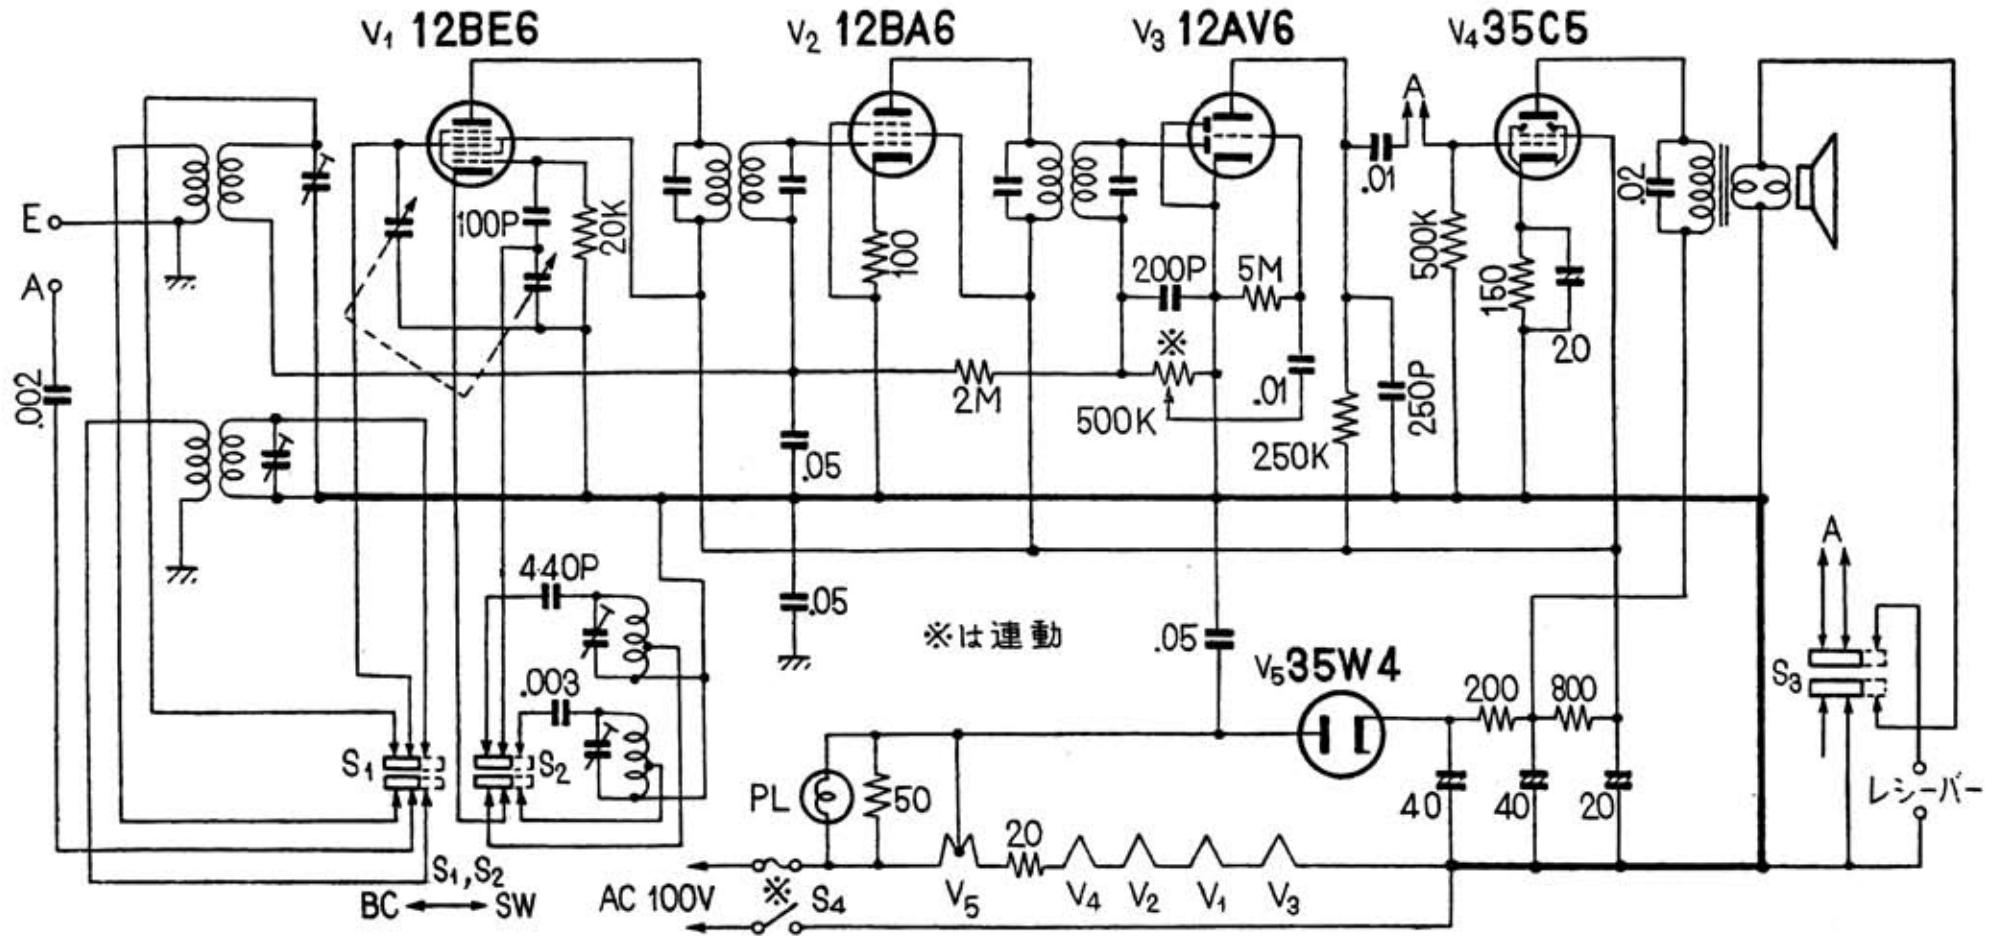 V₁ 12BE6
V₂ 12BA6
V₃ 12AV6
V₄ 35C5
E
A
.002
100P
20K
100
2M
.05
.05
200P
5M
※
500K
.01
.01
A
250K
250P
500K
150
20
.02
440P
.003
※は連動
.05
V₅ 35W4
200
800
40
40
20
S₁
S₂
S₁,S₂
BC
SW
PL
50
20
AC 100V
※
S₄
V₅
V₄
V₂
V₁
V₃
A
S₃
レシーバー